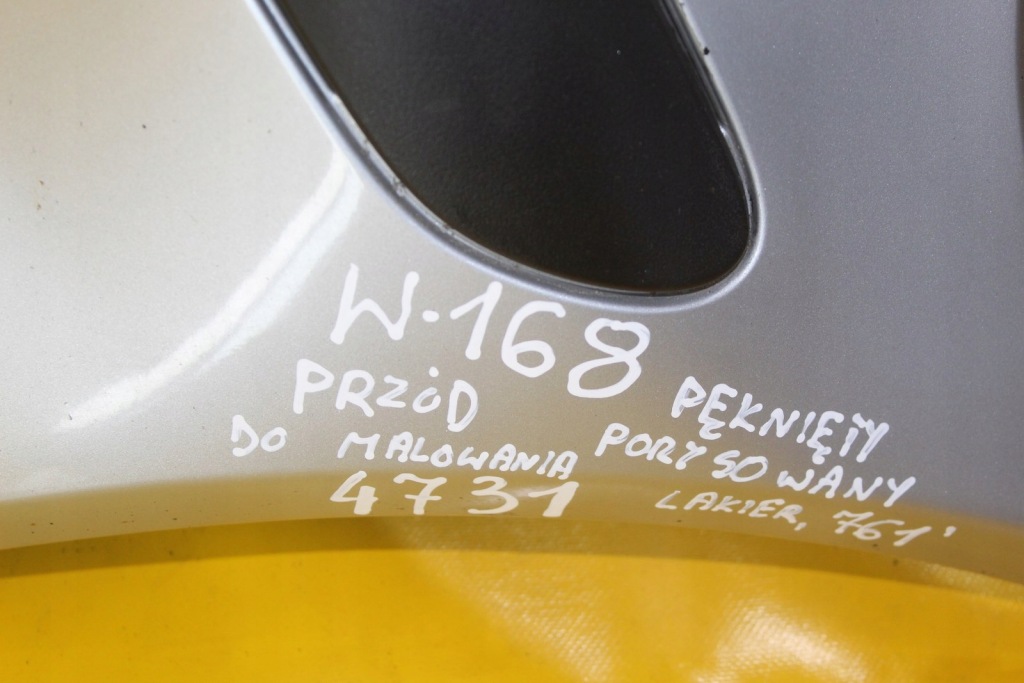 W-168
PRZÓD
DO MALOWANIA
4731
PĘKNIĘTY
PORYSOWANY
LAKIER, 761'